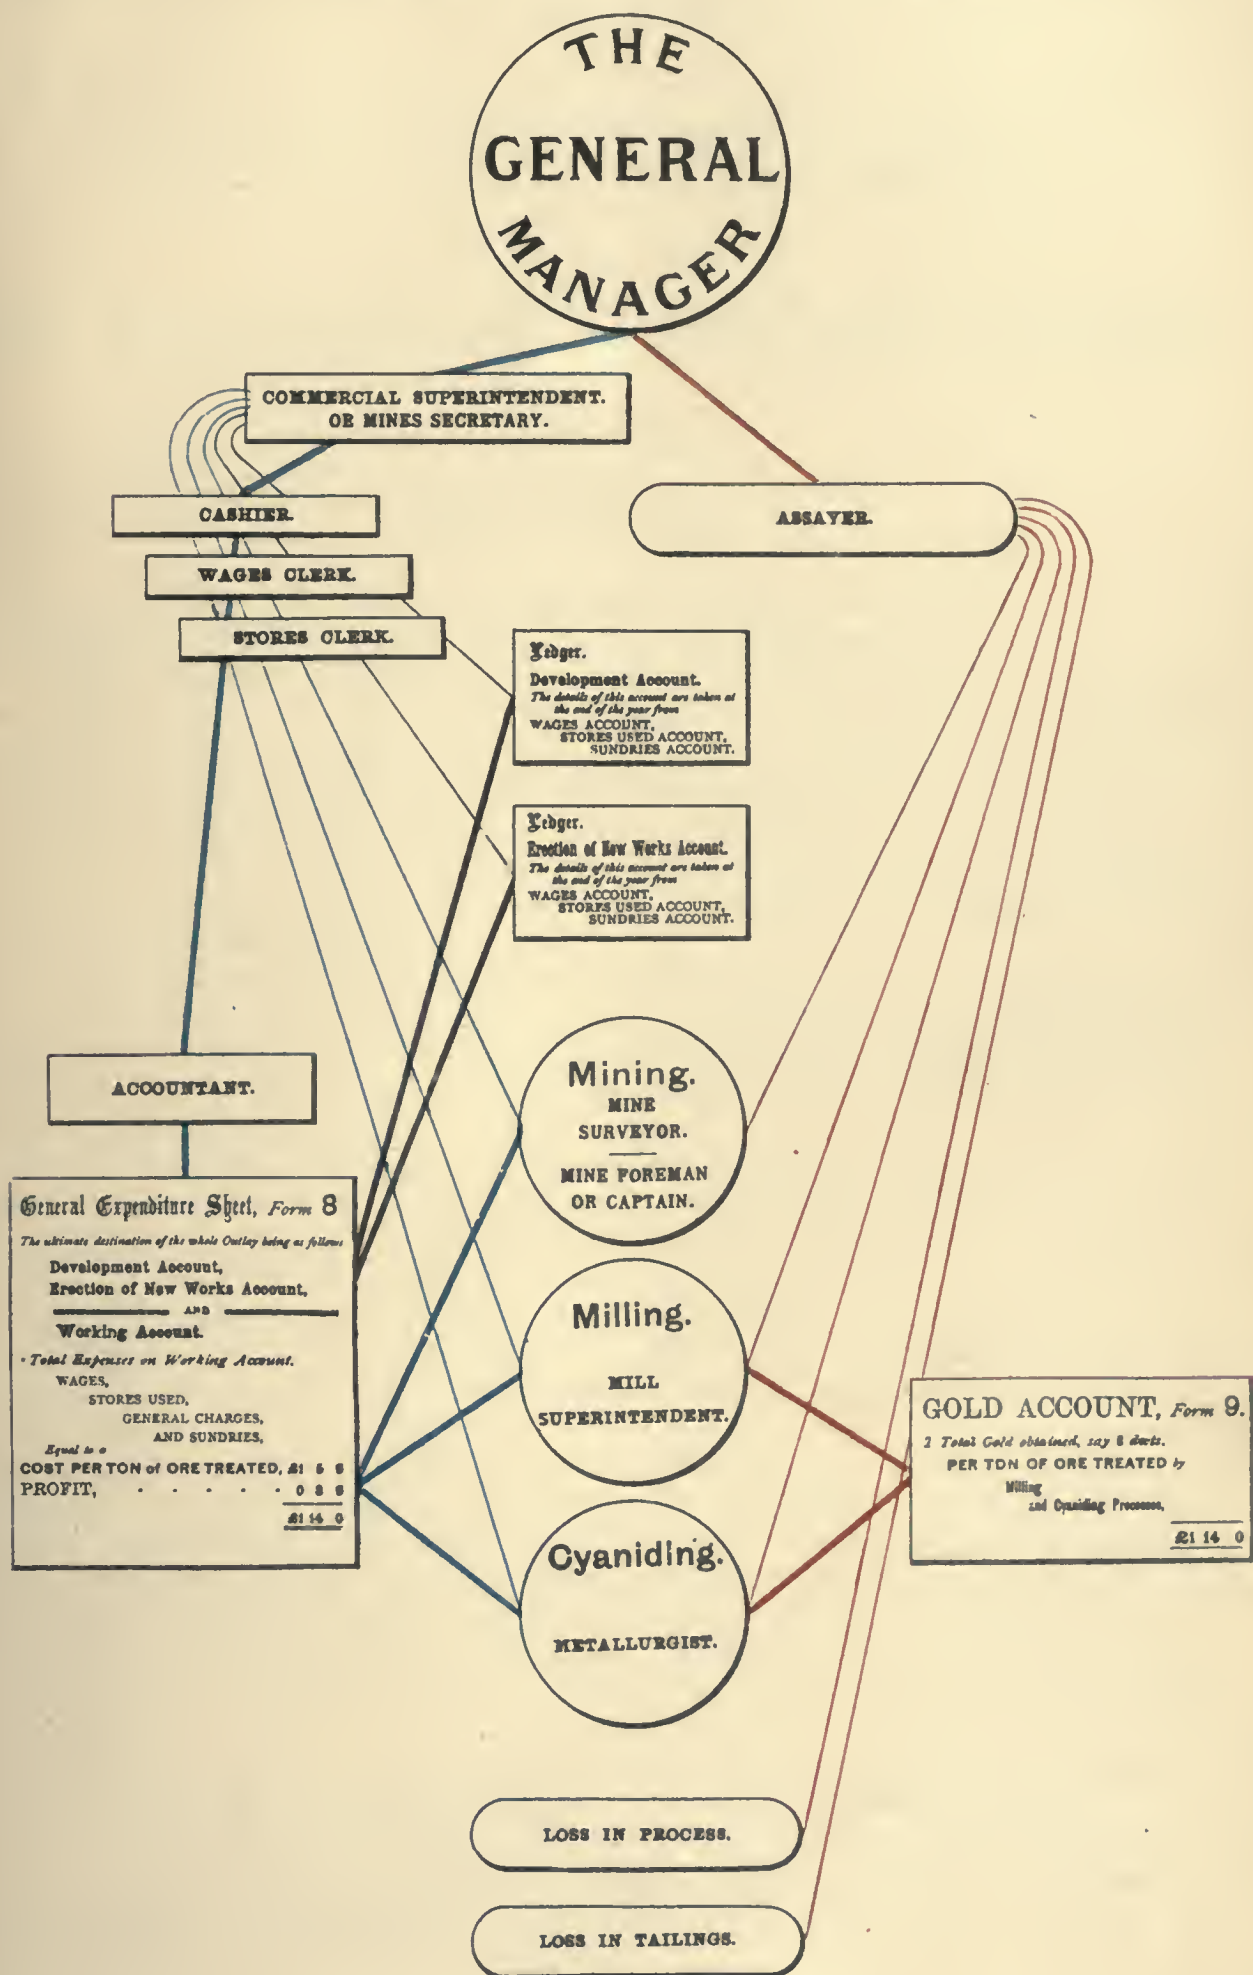 THE
GENERAL
MANAGER
COMMERCIAL SUPERINTENDENT.
OR MINES SECRETARY.
CASHIER.
ASSAYER.
WAGES CLERK.
STORES CLERK.
Ledger.
Development Account.
The details of this account are taken at
the end of the year from
WAGES ACCOUNT,
STORES USED ACCOUNT,
SUNDRIES ACCOUNT.
Ledger.
Erection of New Works Account.
The details of this account are taken at
the end of the year from
WAGES ACCOUNT,
STORES USED ACCOUNT,
SUNDRIES ACCOUNT.
ACCOUNTANT.
Mining.
MINE
SURVEYOR.
MINE FOREMAN
OR CAPTAIN.
General Expenditure Sheet, Form 8
The ultimate destination of the whole Outlay being as follows
Development Account,
Erection of New Works Account,
AND
Working Account.
Total Expenses on Working Account.
WAGES,
STORES USED,
GENERAL CHARGES,
AND SUNDRIES,
Equal to a
COST PER TON of ORE TREATED, £1 5 6
PROFIT, . . . . . 0 8 6
£1 14 0
Milling.
MILL
SUPERINTENDENT.
GOLD ACCOUNT, Form 9.
Total Gold obtained, say 8 dwts.
PER TON OF ORE TREATED by
Milling
and Cyaniding Processes,
£1 14 0
Cyaniding.
METALLURGIST.
LOSS IN PROCESS.
LOSS IN TAILINGS.